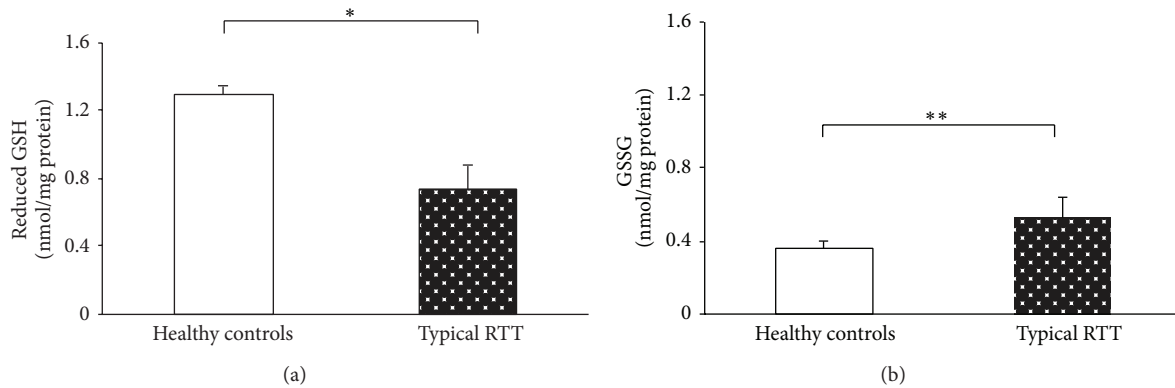 *
1.6
1.2
0.8
0.4
0
Reduced GSH
(nmol/mg protein)
Healthy controls
Typical RTT
(a)
**
1.6
1.2
0.8
0.4
0
GSSG
(nmol/mg protein)
Healthy controls
Typical RTT
(b)